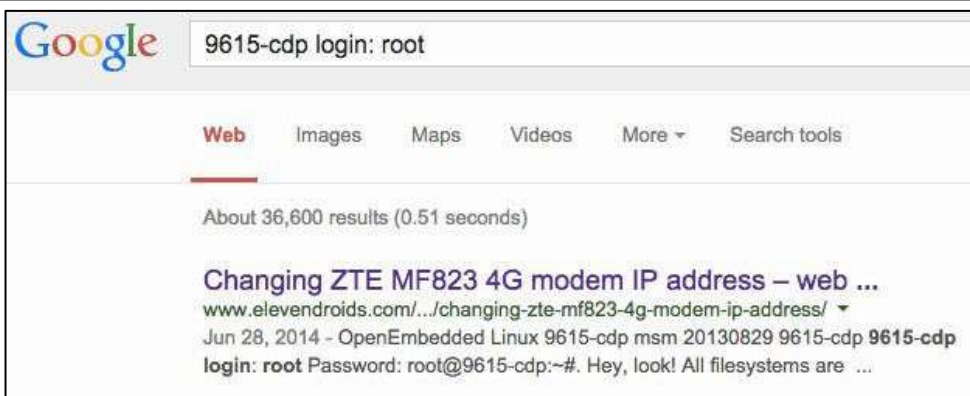 Google 9615-cdp login: root
Web Images Maps Videos More Search tools
About 36,600 results (0.51 seconds)
Changing ZTE MF823 4G modem IP address – web ...
www.elevendroids.com/.../changing-zte-mf823-4g-modem-ip-address/
Jun 28, 2014 - OpenEmbedded Linux 9615-cdp msm 20130829 9615-cdp 9615-cdp
login: root Password: root@9615-cdp:~#. Hey, look! All filesystems are ...